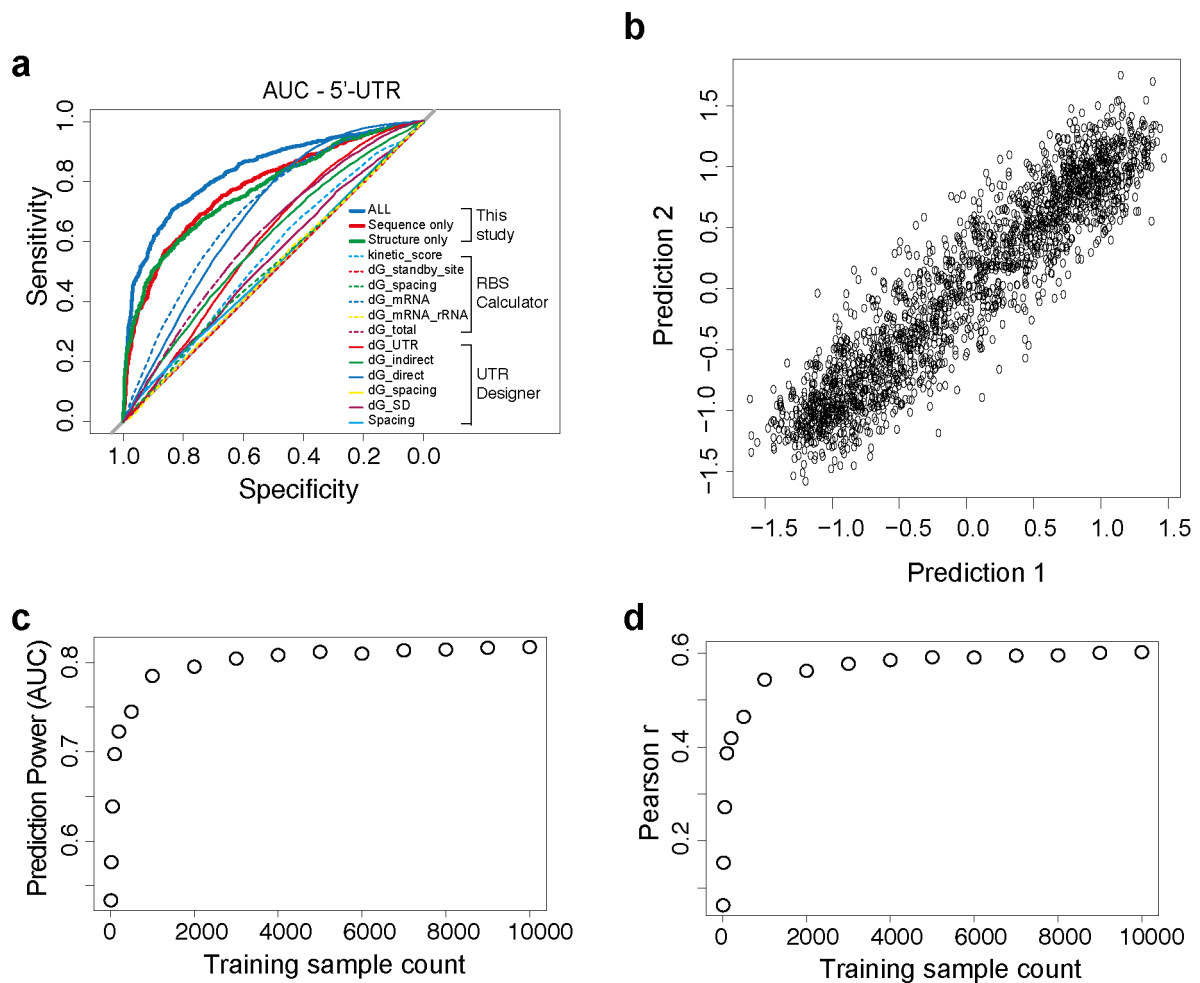 a
AUC - 5'-UTR
Sensitivity
0.0 0.2 0.4 0.6 0.8 1.0
ALL
Sequence only
Structure only
This study
kinetic_score
dG_standby_site
dG_spacing
dG_mRNA
dG_mRNA_rRNA
dG_total
RBS Calculator
dG_UTR
dG_indirect
dG_direct
dG_spacing
dG_SD
Spacing
UTR Designer
1.0 0.8 0.6 0.4 0.2 0.0
Specificity
b
Prediction 2
−1.5 −1.0 −0.5 0.0 0.5 1.0 1.5
−1.5 −1.0 −0.5 0.0 0.5 1.0 1.5
Prediction 1
c
Prediction Power (AUC)
0.6 0.7 0.8
0 2000 4000 6000 8000 10000
Training sample count
d
Pearson r
0.2 0.4 0.6
0 2000 4000 6000 8000 10000
Training sample count